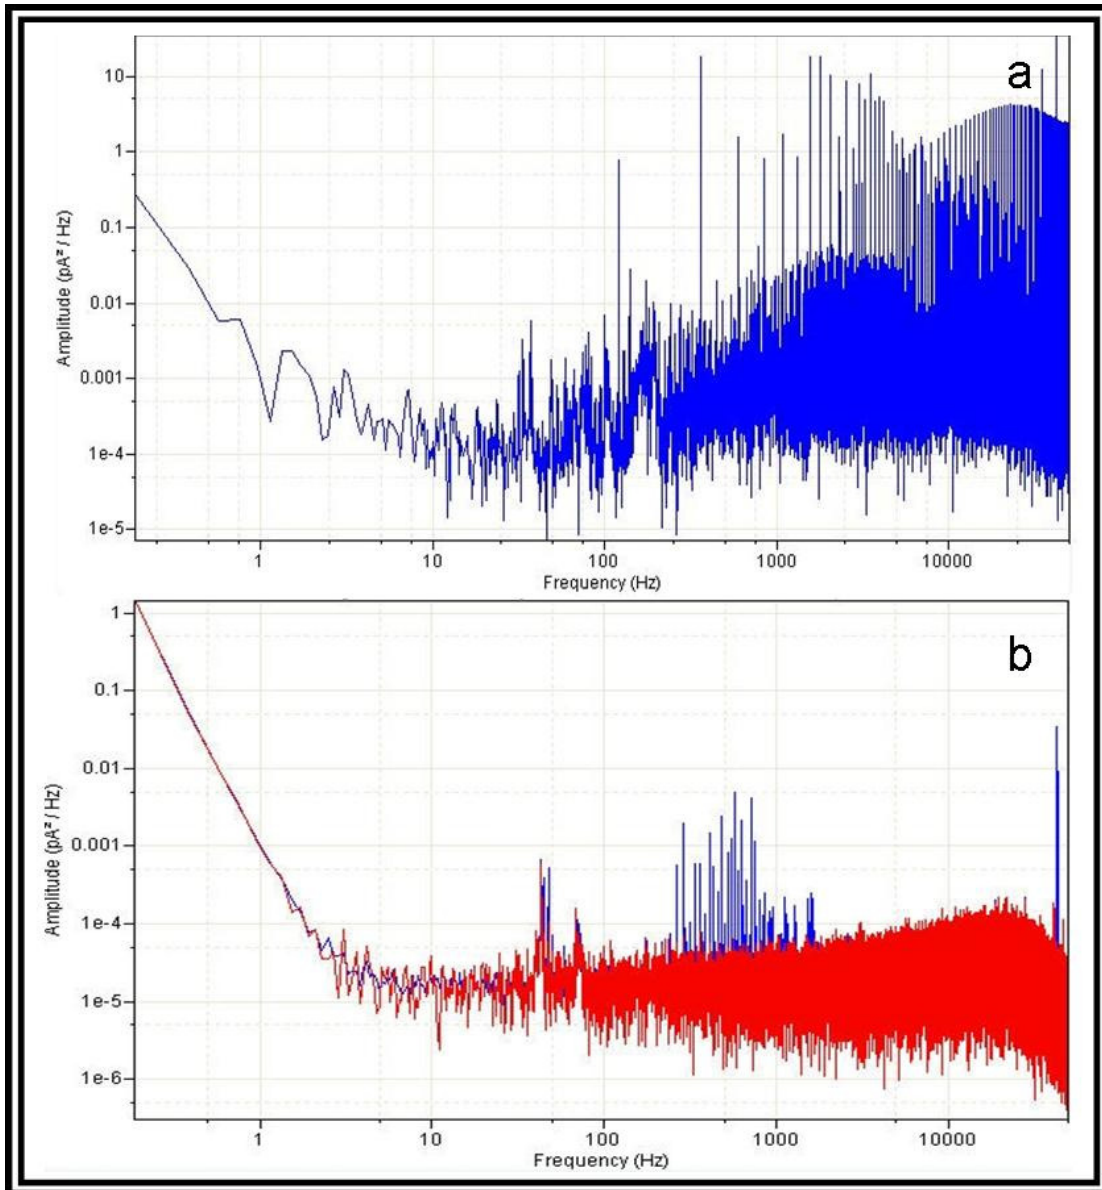 a
10
1
0.1
0.01
0.001
1e-4
1e-5
Amplitude (pA² / Hz)
1 10 100 1000 10000
Frequency (Hz)
b
1
0.1
0.01
0.001
1e-4
1e-5
1e-6
Amplitude (pA² / Hz)
1 10 100 1000 10000
Frequency (Hz)